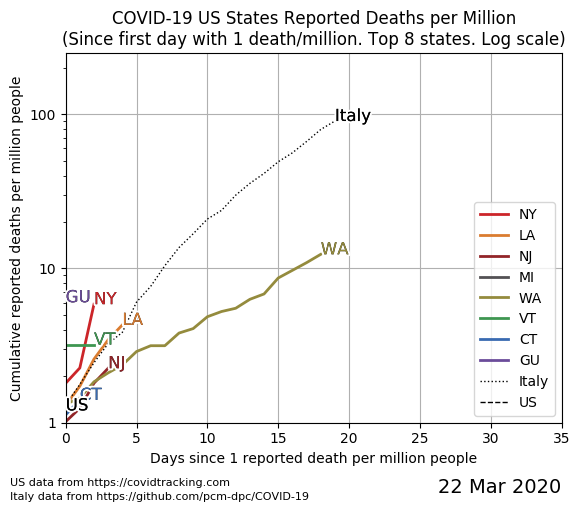 COVID-19 US States Reported Deaths per Million
(Since first day with 1 death/million. Top 8 states. Log scale)
Cumulative reported deaths per million people
100
10
1
Italy
WA
GU
NY
LA
VT
NJ
CT
US
NY
LA
NJ
MI
WA
VT
CT
GU
Italy
US
0 5 10 15 20 25 30 35
Days since 1 reported death per million people
US data from https://covidtracking.com
Italy data from https://github.com/pcm-dpc/COVID-19
22 Mar 2020